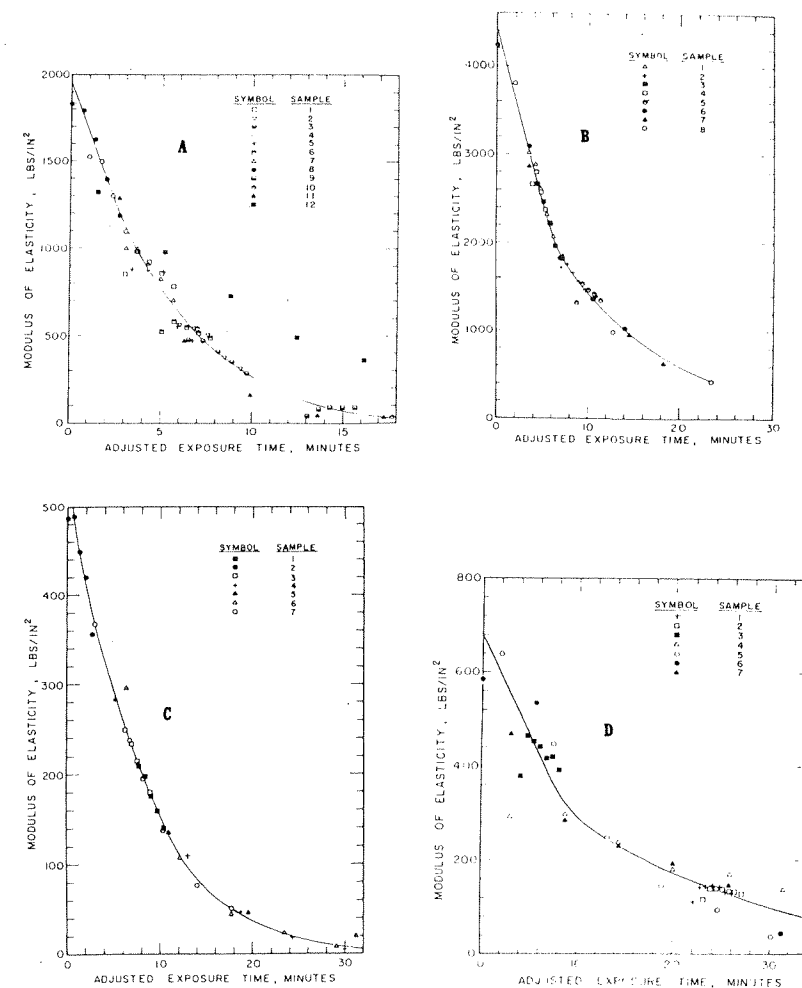 2000
1500
1000
500
0
0 5 10 15
MODULUS OF ELASTICITY, LBS/IN²
ADJUSTED EXPOSURE TIME, MINUTES
A
SYMBOL SAMPLE
1
2
3
4
5
6
7
8
9
10
11
12
4000
3000
2000
1000
0
0 10 20 30
MODULUS OF ELASTICITY, LBS/IN²
ADJUSTED EXPOSURE TIME, MINUTES
B
SYMBOL SAMPLE
1
2
3
4
5
6
7
8
500
400
300
200
100
0
0 10 20 30
MODULUS OF ELASTICITY, LBS/IN²
ADJUSTED EXPOSURE TIME, MINUTES
C
SYMBOL SAMPLE
1
2
3
4
5
6
7
800
600
400
200
0
0 10 20 30
MODULUS OF ELASTICITY, LBS/IN²
TIME, MINUTES
D
SYMBOL SAMPLE
1
2
3
4
5
6
7